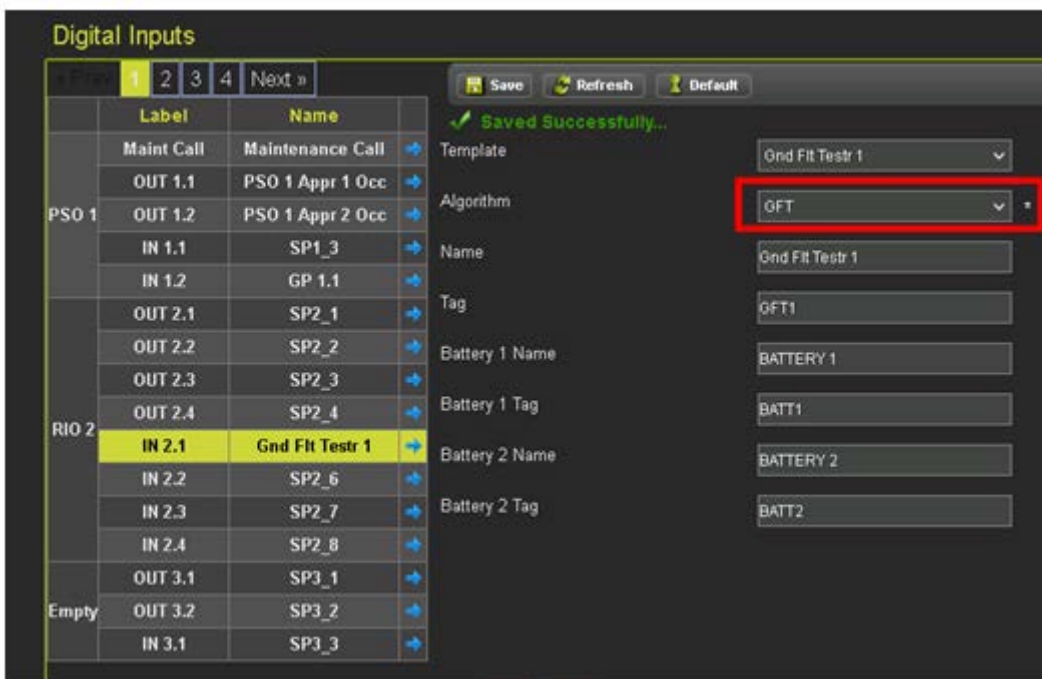 Digital Inputs
« Prev 1 2 3 4 Next »
Save Refresh Default
Label Name
Saved Successfully...
PSO 1
Maint Call Maintenance Call
OUT 1.1 PSO 1 Appr 1 Occ
OUT 1.2 PSO 1 Appr 2 Occ
IN 1.1 SP1_3
IN 1.2 GP 1.1
RIO 2
OUT 2.1 SP2_1
OUT 2.2 SP2_2
OUT 2.3 SP2_3
OUT 2.4 SP2_4
IN 2.1 Gnd Flt Testr 1
IN 2.2 SP2_6
IN 2.3 SP2_7
IN 2.4 SP2_8
Empty
OUT 3.1 SP3_1
OUT 3.2 SP3_2
IN 3.1 SP3_3
Template Gnd Flt Testr 1
Algorithm GFT *
Name Gnd Flt Testr 1
Tag GFT1
Battery 1 Name BATTERY 1
Battery 1 Tag BATT1
Battery 2 Name BATTERY 2
Battery 2 Tag BATT2